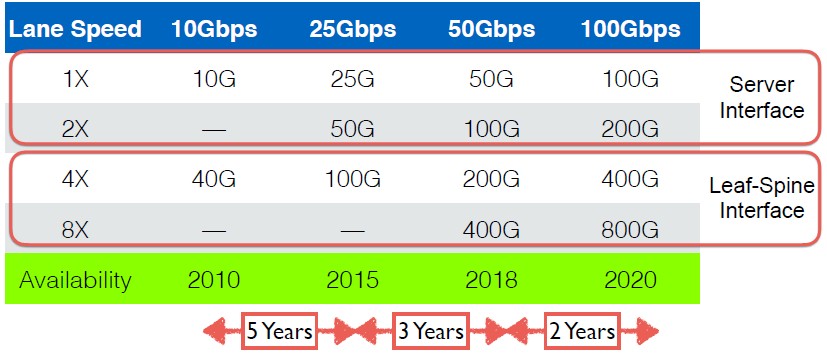 Lane Speed 10Gbps 25Gbps 50Gbps 100Gbps
1X 10G 25G 50G 100G
Server
Interface
2X — 50G 100G 200G
4X 40G 100G 200G 400G
Leaf-Spine
Interface
8X — — 400G 800G
Availability 2010 2015 2018 2020
5 Years 3 Years 2 Years